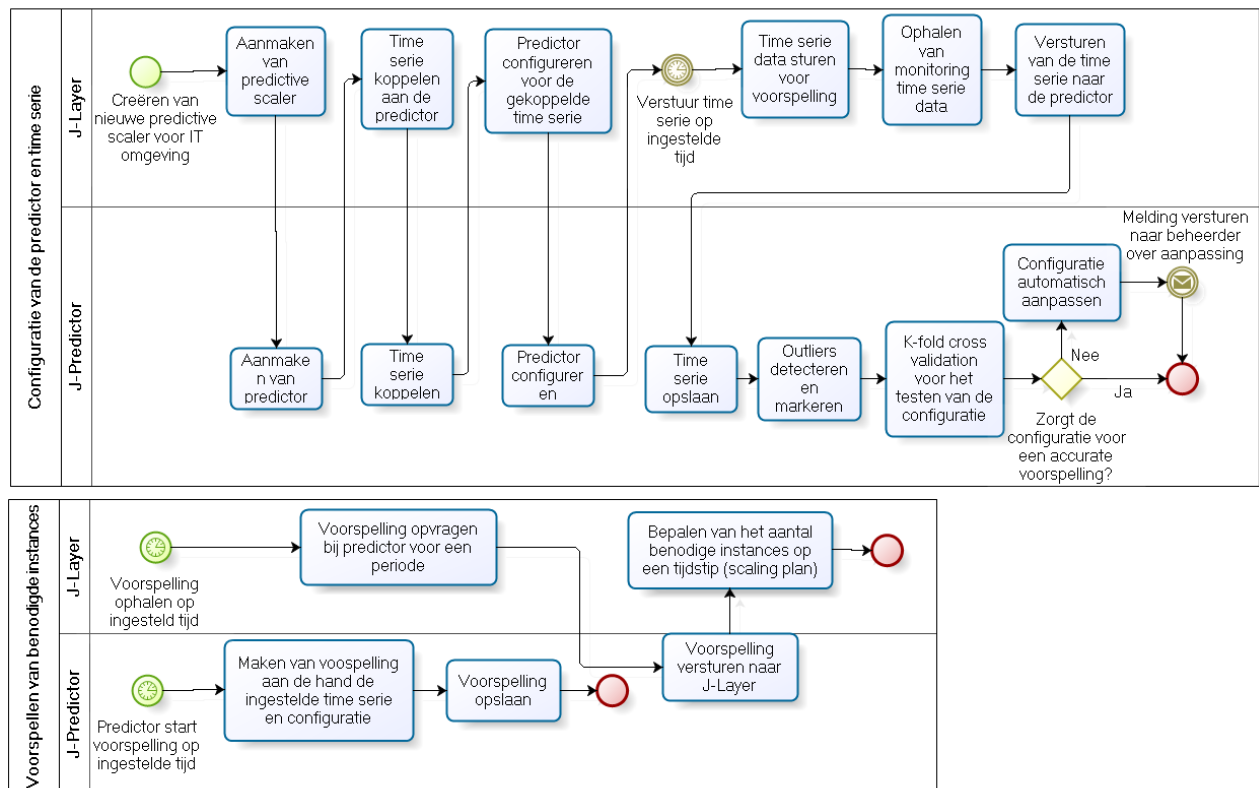 Configuratie van de predictor en time serie
J-Layer
Creëren van
nieuwe predictive
scaler voor IT
omgeving
Aanmaken
van
predictive
scaler
Time
serie
koppelen
aan de
predictor
Predictor
configureren
voor de
gekoppelde
time serie
Verstuur time
serie op
ingestelde
tijd
Time serie
data sturen
voor
voorspelling
Ophalen
van
monitoring
time serie
data
Versturen
van de time
serie naar
de predictor
J-Predictor
Aanmake
n van
predictor
Time
serie
koppelen
Predictor
configurer
en
Time
serie
opslaan
Outliers
detecteren
en
markeren
K-fold cross
validation
voor het
testen van de
configuratie
Configuratie
automatisch
aanpassen
Melding versturen
naar beheerder
over aanpassing
Nee
Ja
Zorgt de
configuratie voor
een accurate
voorspelling?
Voorspellen van benodigde instances
J-Layer
Voorspelling
ophalen op
ingesteld tijd
Voorspelling opvragen
bij predictor voor een
periode
Bepalen van het aantal
benodige instances op
een tijdstip (scaling plan)
J-Predictor
Predictor start
voorspelling op
ingestelde tijd
Maken van voospelling
aan de hand de
ingestelde time serie
en configuratie
Voorspelling
opslaan
Voorspelling
versturen naar
J-Layer